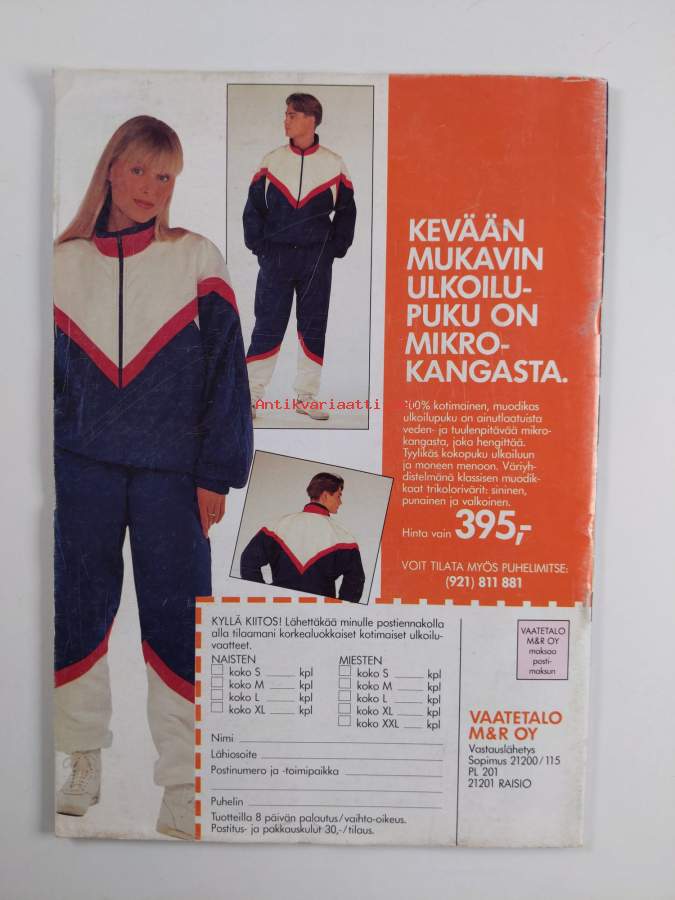 KEVÄÄN
MUKAVIN
ULKOILU-
PUKU ON
MIKRO-
KANGASTA.
100% kotimainen, muodikas
ulkoilupuku on ainutlaatuista
veden- ja tuulenpitävää mikro-
kangasta, joka hengittää.
Tyylikäs kokopuku ulkoiluun
ja moneen menoon. Väriyh-
distelmänä klassisen muodik-
kaat trikolorivärit: sininen,
punainen ja valkoinen.
Hinta vain 395,-
VOIT TILATA MYÖS PUHELIMITSE:
(921) 811 881
Antikvariaatti
KYLLÄ KIITOS! Lähettäkää minulle postiennakolla
alla tilaamani korkealuokkaiset kotimaiset ulkoilu-
vaatteet.
NAISTEN
koko S kpl
koko M kpl
koko L kpl
koko XL kpl
MIESTEN
koko S kpl
koko M kpl
koko L kpl
koko XL kpl
koko XXL kpl
Nimi
Lähiosoite
Postinumero ja -toimipaikka
Puhelin
Tuotteilla 8 päivän palautus/vaihto-oikeus.
Postitus- ja pakkauskulut 30,-/tilaus.
VAATETALO
M&R OY
maksaa
posti-
maksun
VAATETALO
M&R OY
Vastauslähetys
Sopimus 21200/115
PL 201
21201 RAISIO